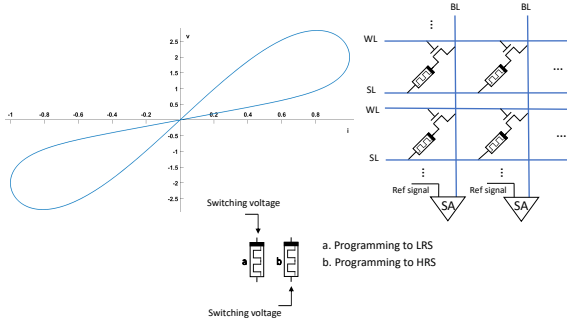 v
2.5
2
1.5
1
0.5
-1 -0.8 -0.6 -0.4 -0.2 0 0.2 0.4 0.6 0.8
i
-0.5
-1
-1.5
-2
-2.5
BL BL
... ...
WL
...
SL
WL
...
SL
... ...
Ref signal Ref signal
SA SA
Switching voltage
a b
a. Programming to LRS
b. Programming to HRS
Switching voltage